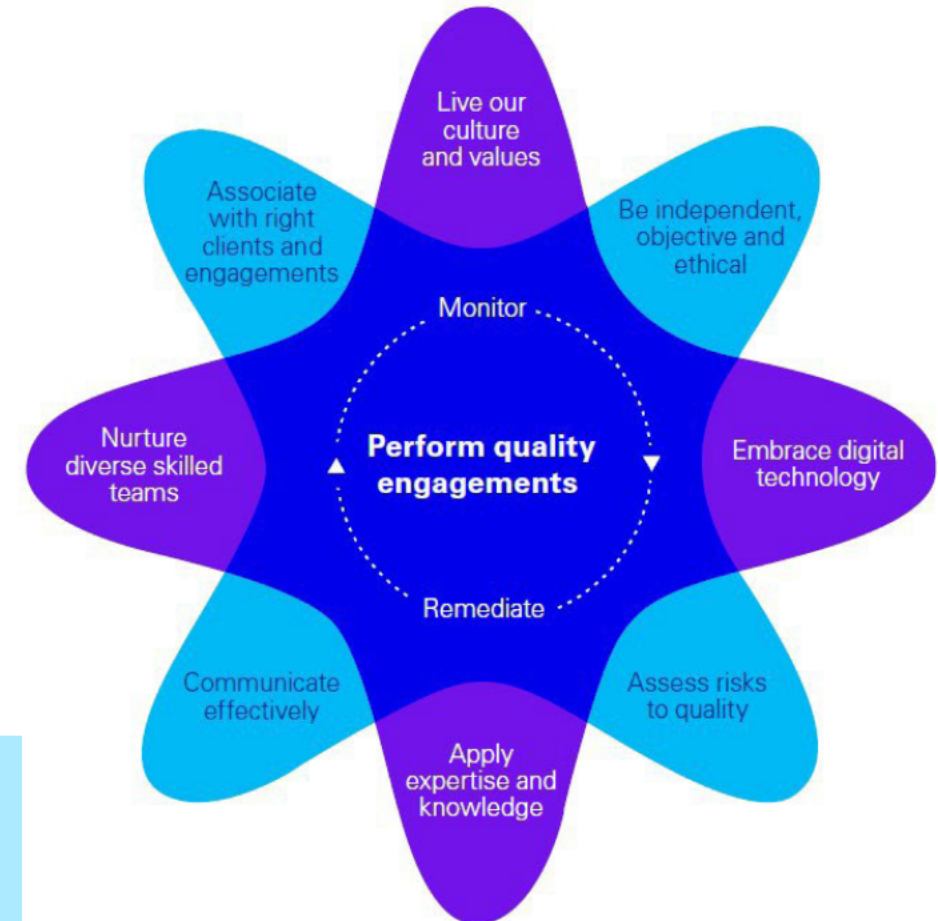 Live our
culture
and values
Be independent,
objective and
ethical
Embrace digital
technology
Assess risks
to quality
Apply
expertise and
knowledge
Communicate
effectively
Nurture
diverse skilled
teams
Associate
with right
clients and
engagements
Monitor
Perform quality
engagements
Remediate